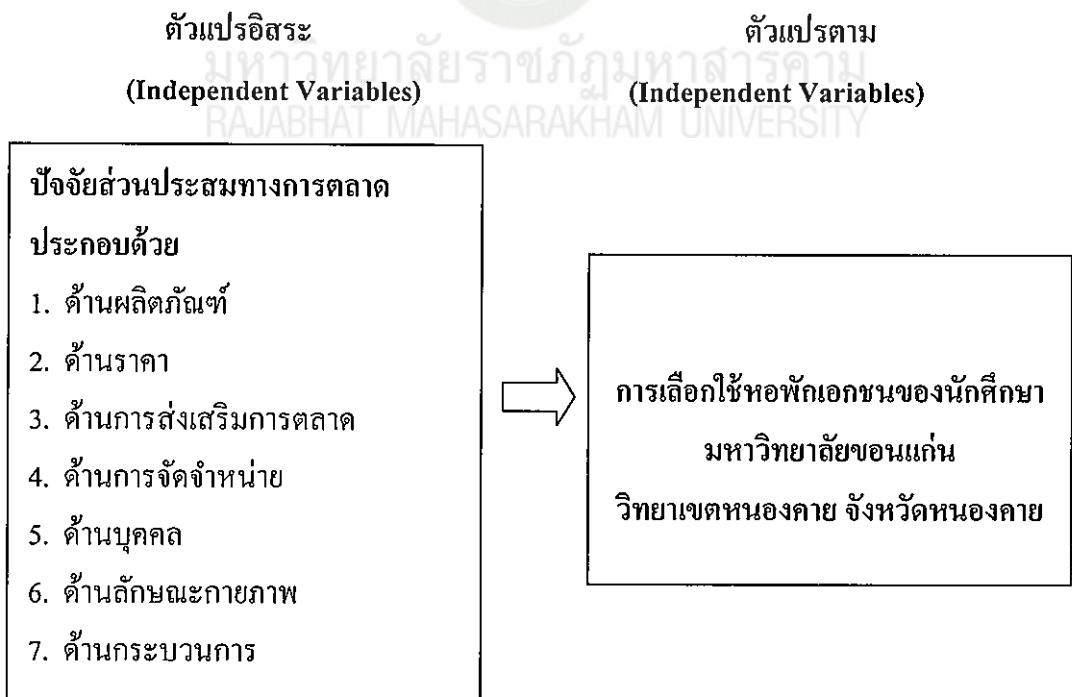 ตัวแปรอิสระ
(Independent Variables)
ตัวแปรตาม
(Independent Variables)
มหาวิทยาลัยราชภัฏมหาสารคาม
RAJABHAT MAHASARAKHAM UNIVERSITY
ปัจจัยส่วนประสมทางการตลาด
ประกอบด้วย
1. ด้านผลิตภัณฑ์
2. ด้านราคา
3. ด้านการส่งเสริมการตลาด
4. ด้านการจัดจำหน่าย
5. ด้านบุคคล
6. ด้านลักษณะกายภาพ
7. ด้านกระบวนการ
การเลือกใช้หอพักเอกชนของนักศึกษา
มหาวิทยาลัยขอนแก่น
วิทยาเขตหนองคาย จังหวัดหนองคาย